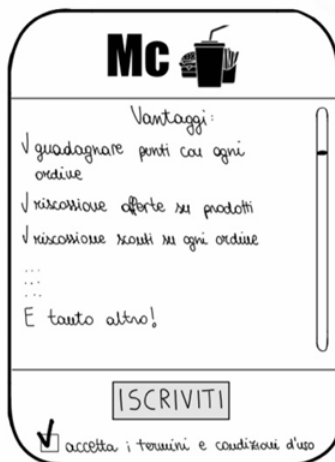 Mc
Vantaggi:
√ guadagnare punti con ogni
ordine
√ riscossione offerte su prodotti
√ riscossione sconti su ogni ordine
...
...
...
E tanto altro!
ISCRIVITI
√ accetta i termini e condizioni d'uso